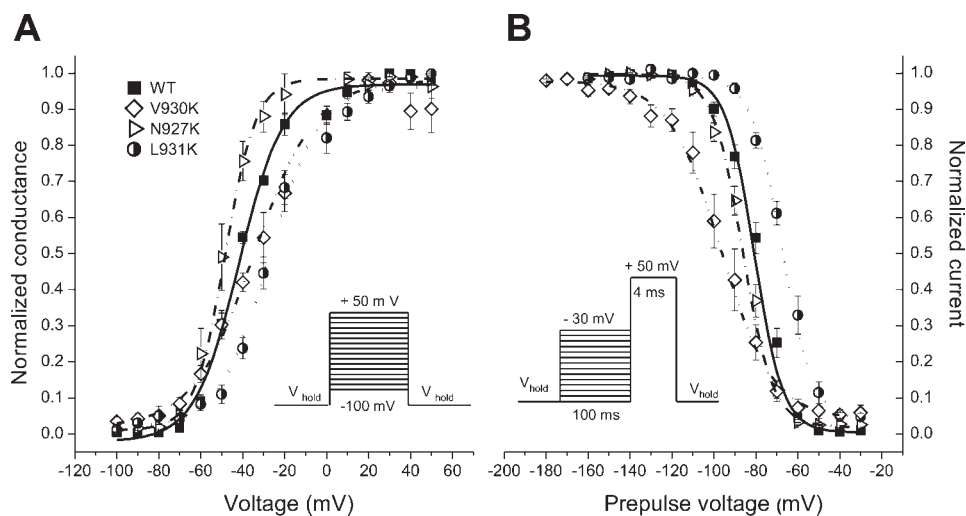 A
B
Normalized conductance
1.0
0.9
0.8
0.7
0.6
0.5
0.4
0.3
0.2
0.1
0.0
WT
V930K
N927K
L931K
+ 50 m V
V hold
V hold
-100 mV
-120 -100 -80 -60 -40 -20 0 20 40 60
Voltage (mV)
+ 50 mV
4 ms
- 30 mV
V hold
V hold
100 ms
-200 -180 -160 -140 -120 -100 -80 -60 -40 -20
Prepulse voltage (mV)
1.0
0.9
0.8
0.7
0.6
0.5
0.4
0.3
0.2
0.1
0.0
Normalized current